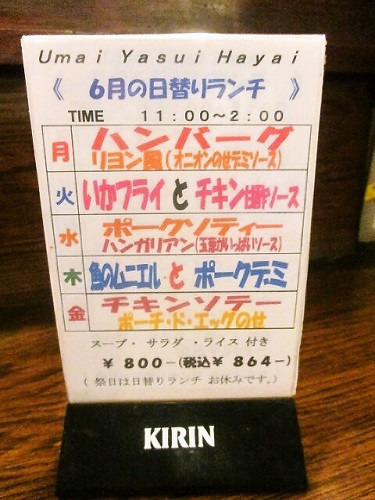 Umai Yasui Hayai
《 6月の日替りランチ 》
TIME 11:00～2:00
月 ハンバーグ
リヨン風(オニオンのせデミソース)
火 いかフライ と チキン田舎ソース
水 ポークソティー
ハンガリアン(玉葱がいっぱいソース)
木 魚のムニエル と ポークデミ
金 チキンソテー
ポーチ・ド・エッグのせ
スープ・ サラダ ・ライス 付き
¥ 800-(税込¥ 864-)
( 祭日は日替りランチ お休みです。)
KIRIN